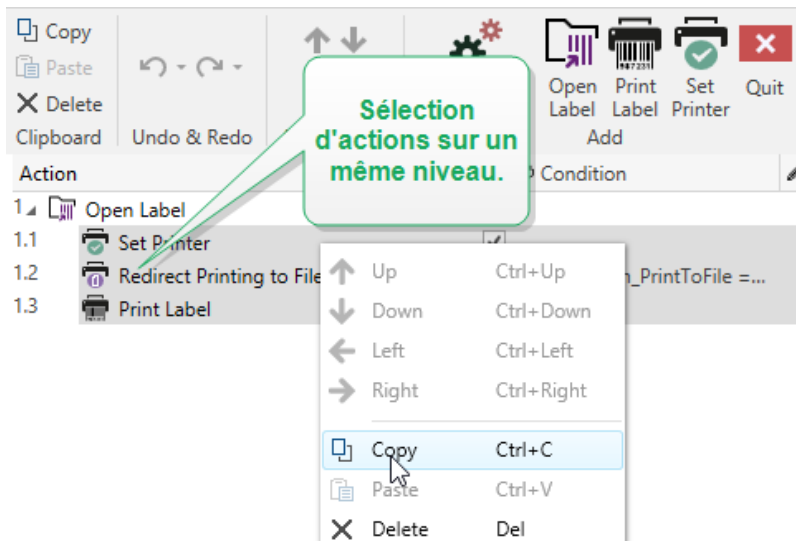 Copy
Paste
Delete
Clipboard
Undo & Redo
Open Label
Print Label
Set Printer
Quit
Add
Sélection
d'actions sur un
même niveau.
Action
Condition
1 Open Label
1.1 Set Printer
1.2 Redirect Printing to File
_PrintToFile =...
1.3 Print Label
Up Ctrl+Up
Down Ctrl+Down
Left Ctrl+Left
Right Ctrl+Right
Copy Ctrl+C
Paste Ctrl+V
Delete Del